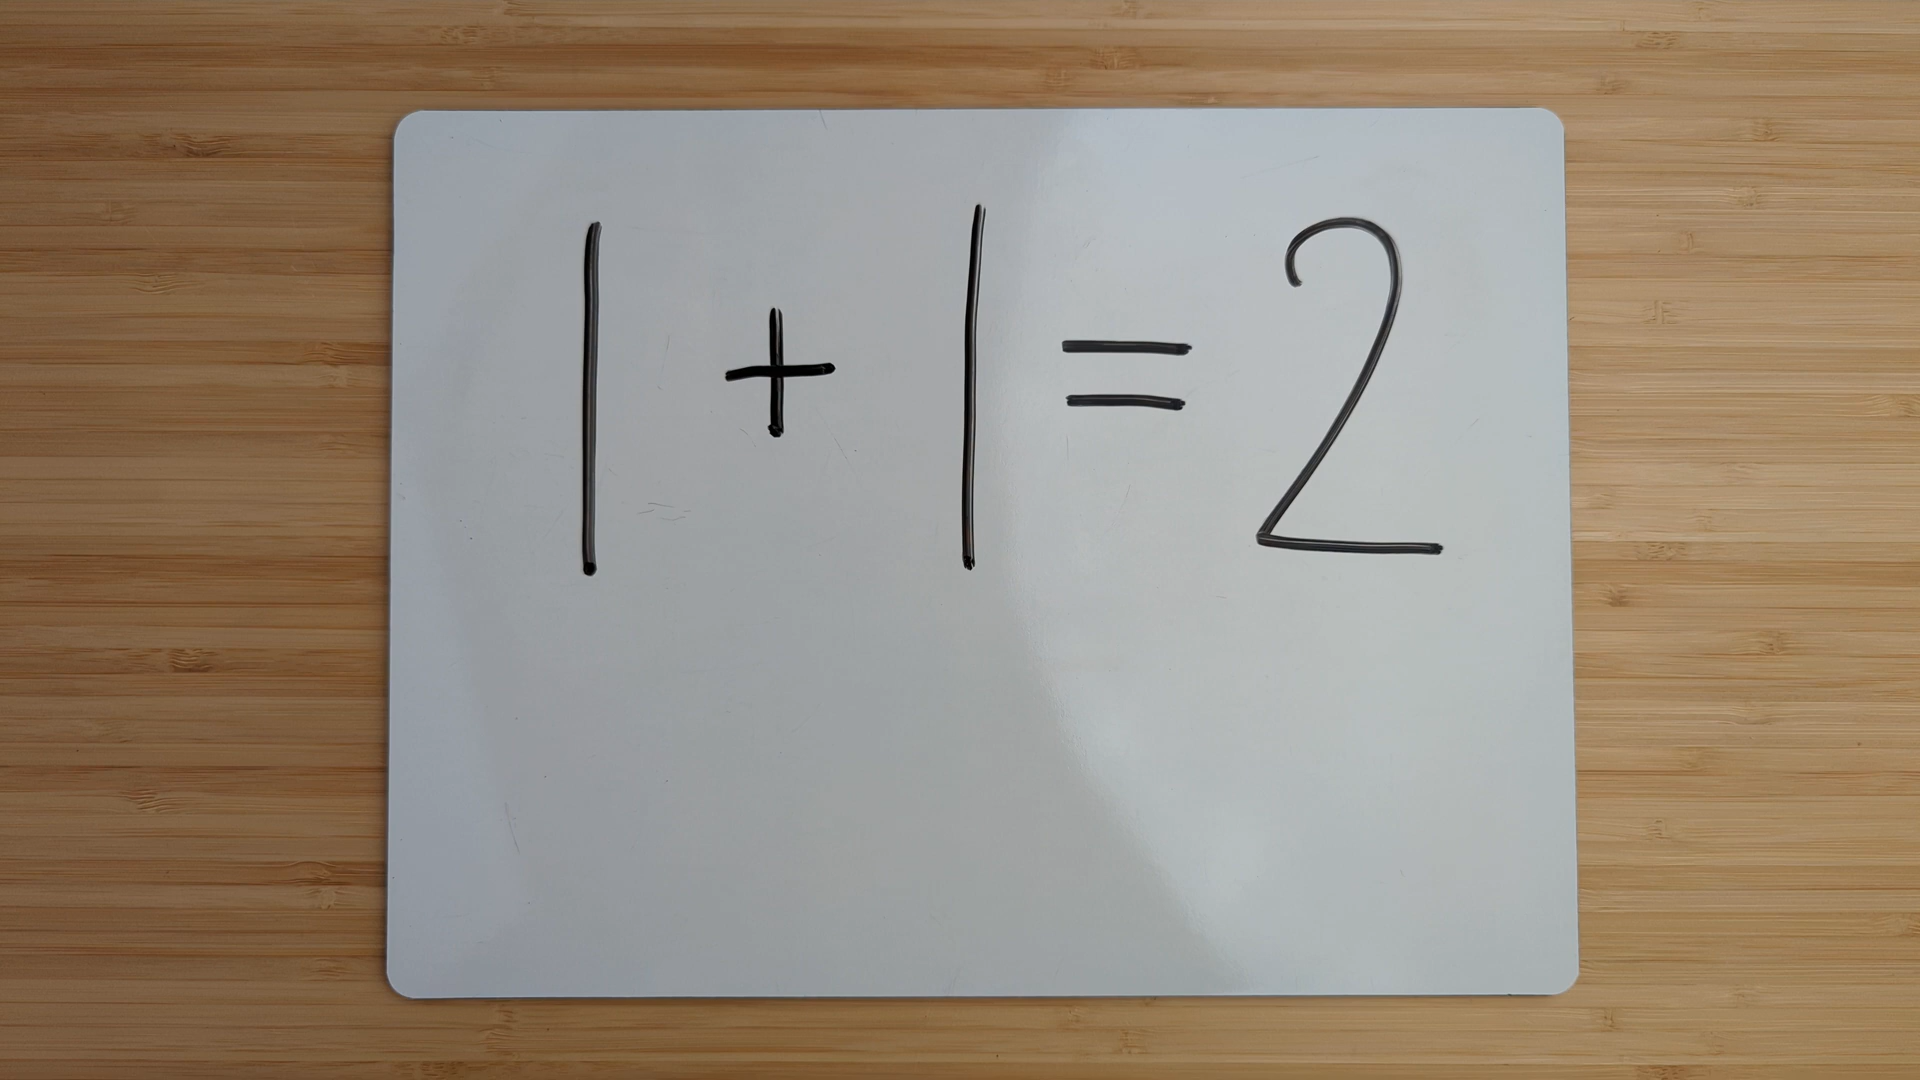 1 + 1 = 2